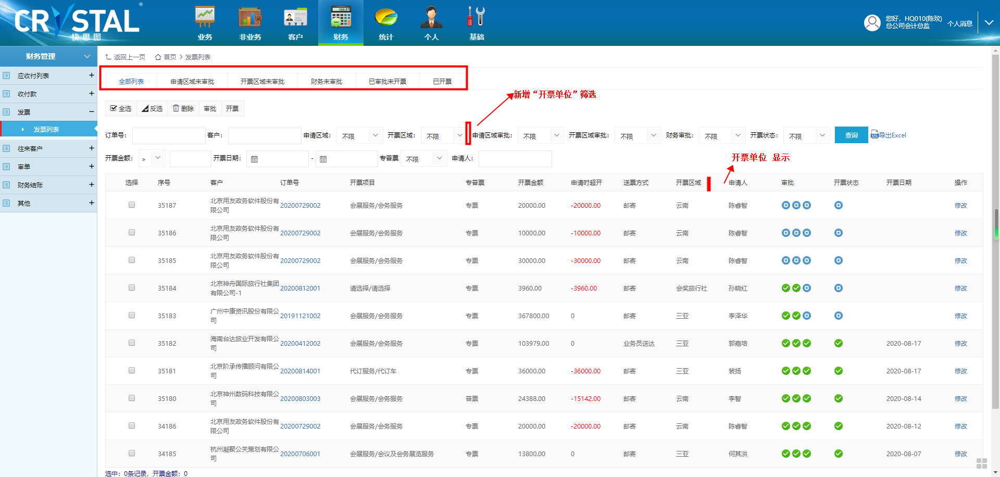 CRYSTAL ®
快思图
业务 非业务 客户 财务 统计 个人 基础
您好，HQ010(陈玟)
总公司会计总监
个人消息
财务管理
应收付列表 +
收付款 +
发票 −
发票列表
往来客户 +
审单 +
财务结账 +
其他 +
返回上一页 首页 > 发票列表
全部列表 申请区域未审批 开票区域未审批 财务未审批 已审批未开票 已开票
新增“开票单位”筛选
全选 反选 删除 审批 开票
订单号： 客户： 申请区域： 不限 开票区域： 不限 申请区域审批： 不限 开票区域审批： 不限 财务审批： 不限 开票状态： 不限 查询 导出Excel
开票金额： > 开票日期： - 专普票 不限 申请人：
开票单位 显示
选择 序号 客户 订单号 开票项目 专普票 开票金额 申请时超开 送票方式 开票区域 申请人 审批 开票状态 开票日期 操作
35187 北京用友政务软件股份有限公司 20200729002 会展服务/会务服务 专票 20000.00 -20000.00 邮寄 云南 陈睿智 修改
35186 北京用友政务软件股份有限公司 20200729002 会展服务/会务服务 专票 10000.00 -10000.00 邮寄 云南 陈睿智 修改
35185 北京用友政务软件股份有限公司 20200729002 会展服务/会务服务 专票 30000.00 -30000.00 邮寄 云南 陈睿智 修改
35184 北京神舟国际旅行社集团有限公司-1 20200812001 请选择/请选择 专票 3960.00 -3960.00 邮寄 会奖旅行社 孙晓红 修改
35183 广州中康资讯股份有限公司 20191121002 会展服务/会务服务 专票 367800.00 0 邮寄 三亚 李泽华 修改
35182 海南台达旅业开发有限公司 20200412002 会展服务/会务服务 专票 103979.00 0 业务员送达 三亚 郭嘉培 2020-08-17 修改
35181 北京阶承传播顾问有限公司 20200814001 代订服务/代订车 专票 36000.00 -36000.00 邮寄 三亚 裴扬 2020-08-17 修改
35180 北京神州数码科技有限公司 20200803003 会展服务/会务服务 普票 24388.00 -15142.00 邮寄 云南 李智 2020-08-14 修改
34186 北京用友政务软件股份有限公司 20200729002 会展服务/会务服务 专票 20000.00 -20000.00 邮寄 云南 陈睿智 2020-08-12 修改
34185 杭州凝聚公关策划有限公司 20200706001 会展服务/会议及会务展览服务 专票 13800.00 0 邮寄 三亚 何其洪 2020-08-07 修改
选中：0条记录，开票金额：0